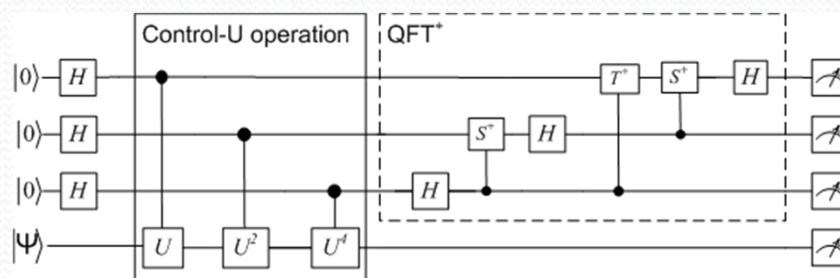 Control-U operation QFT⁺
|0⟩ H T⁺ S⁺ H
|0⟩ H S⁺ H
|0⟩ H H
|Ψ⟩ U U² U⁴